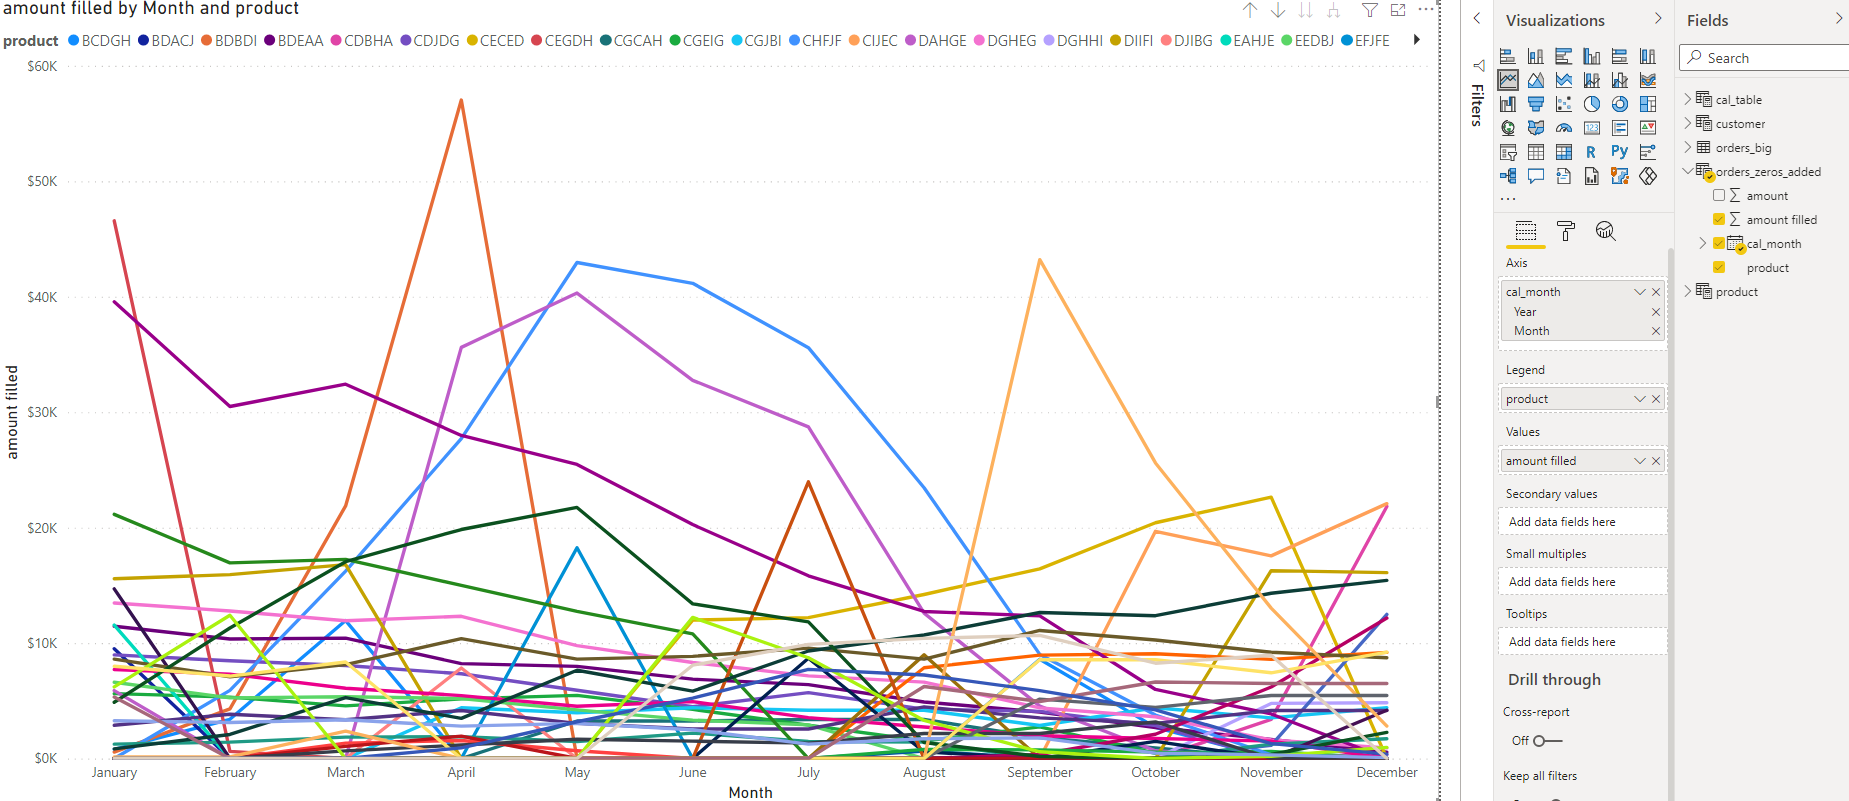 amount filled by Month and product
product BCDGH BDACJ BDBDI BDEAA CDBHA CDJDG CECED CEGDH CGCAH CGEIG CGJBI CHFJF CIJEC DAHGE DGHEG DGHHI DIIFI DJIBG EAHJE EEDBJ EFJFE
$60K
$50K
$40K
$30K
$20K
$10K
$0K
amount filled
January February March April May June July August September October November December
Month
Filters
Visualizations
R Py
123
...
Axis
cal_month
Year
Month
Legend
product
Values
amount filled
Secondary values
Add data fields here
Small multiples
Add data fields here
Tooltips
Add data fields here
Drill through
Cross-report
Off
Keep all filters
Fields
Search
cal_table
customer
orders_big
orders_zeros_added
amount
amount filled
cal_month
product
product